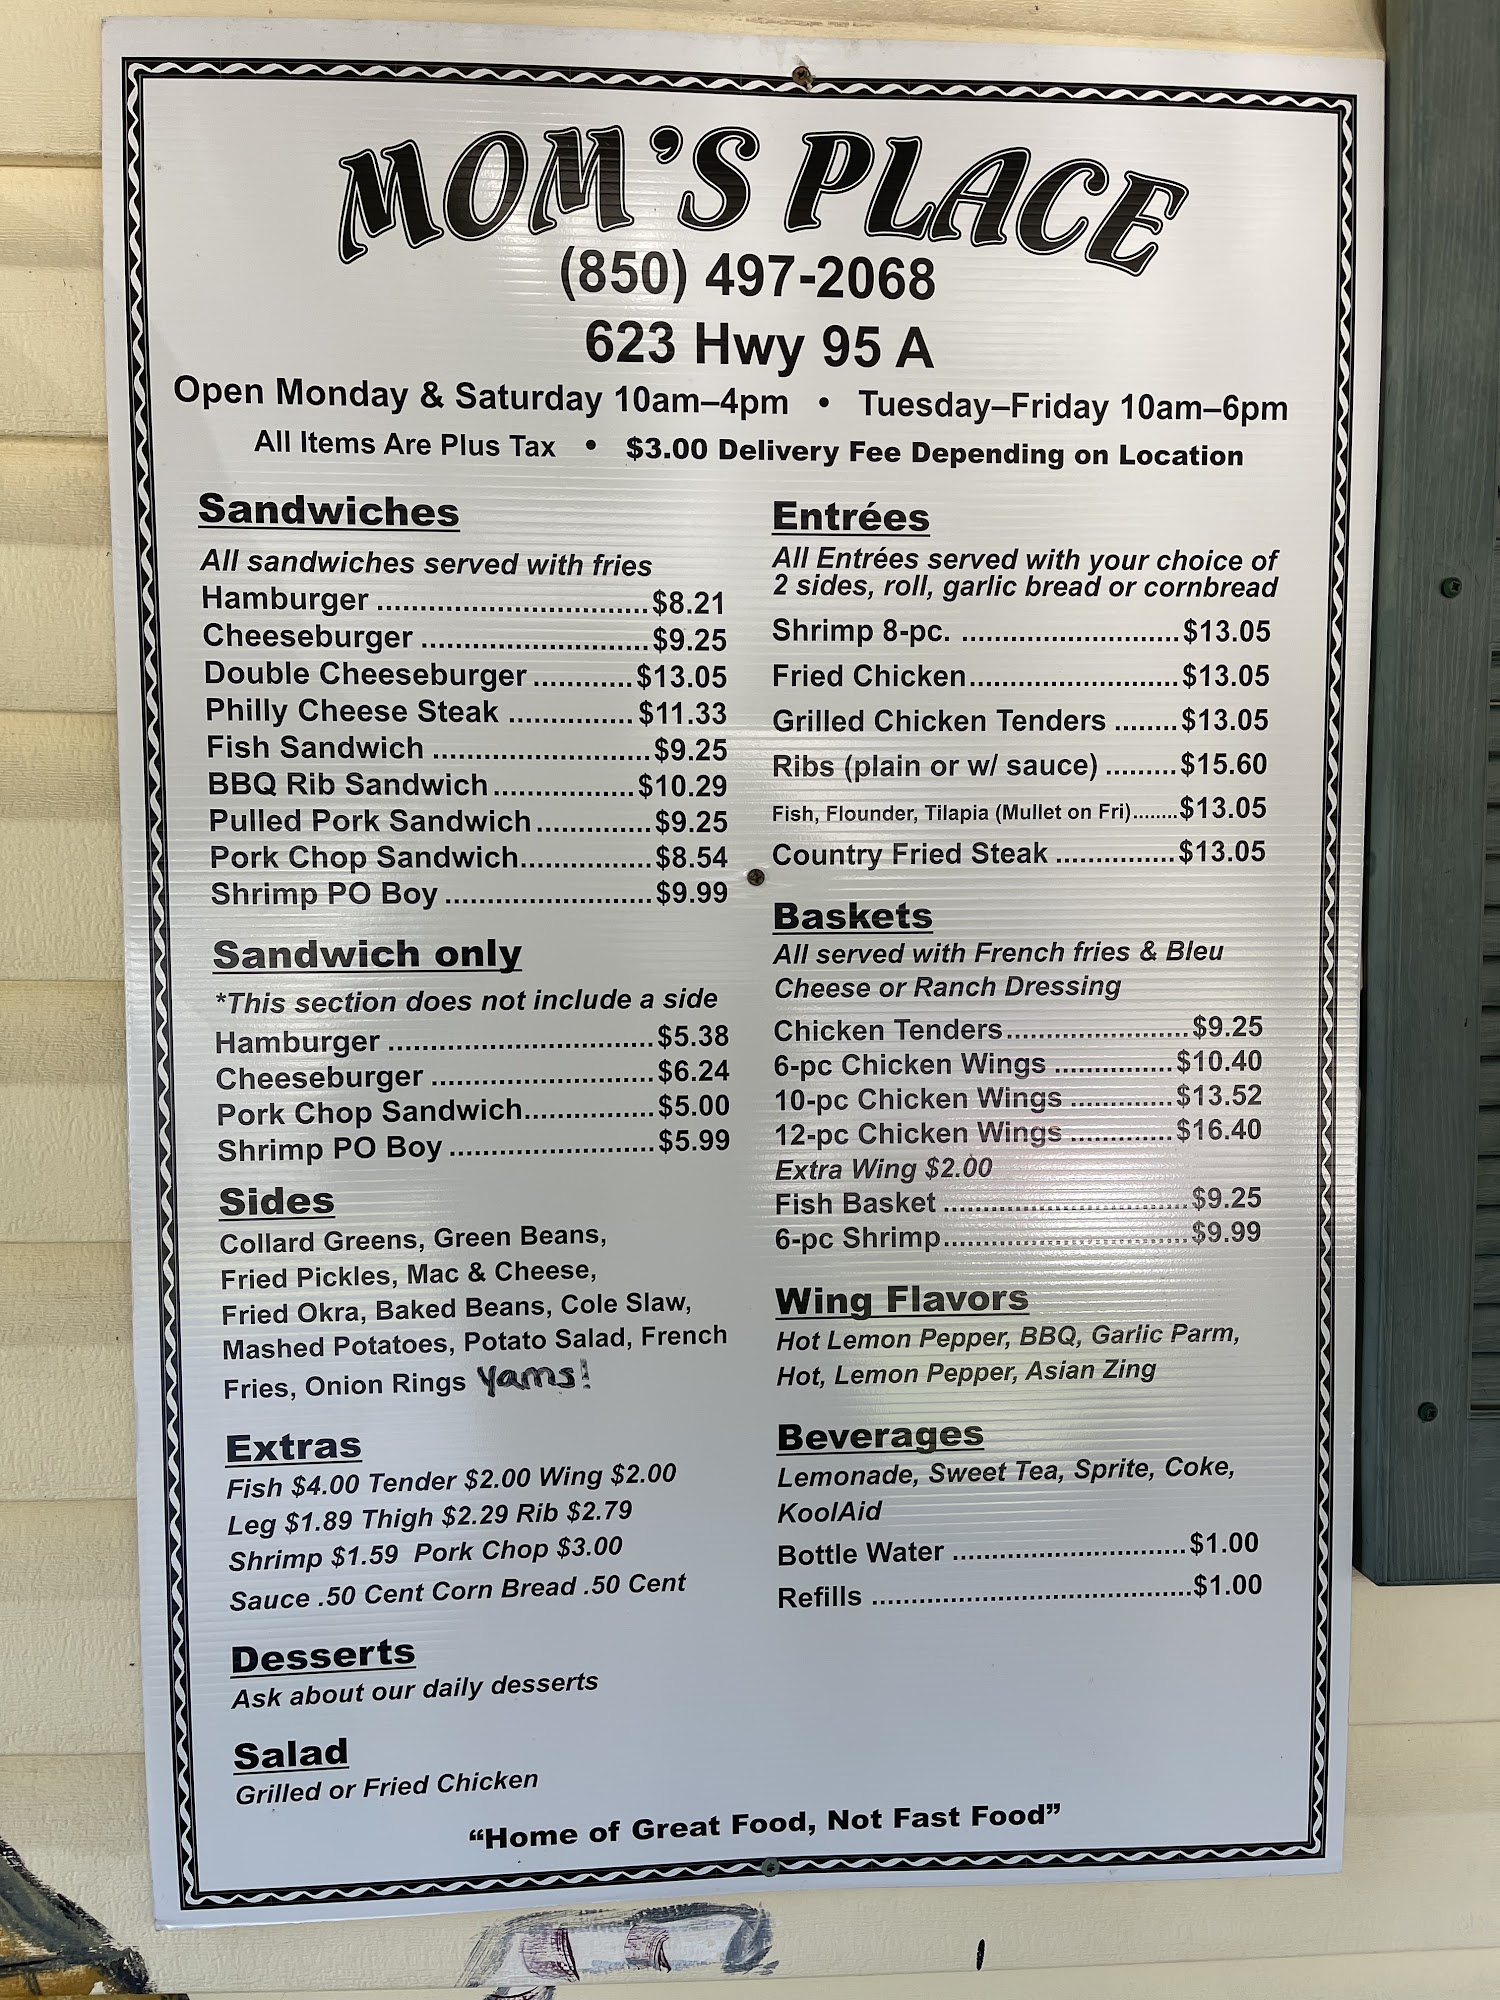 MOM'S PLACE
(850) 497-2068
623 Hwy 95 A
Open Monday & Saturday 10am–4pm • Tuesday–Friday 10am–6pm
All Items Are Plus Tax • $3.00 Delivery Fee Depending on Location
Sandwiches
All sandwiches served with fries
Hamburger ..................................$8.21
Cheeseburger .............................$9.25
Double Cheeseburger ............$13.05
Philly Cheese Steak ................$11.33
Fish Sandwich ...........................$9.25
BBQ Rib Sandwich..................$10.29
Pulled Pork Sandwich..............$9.25
Pork Chop Sandwich................$8.54
Shrimp PO Boy ..........................$9.99
Sandwich only
*This section does not include a side
Hamburger .................................$5.38
Cheeseburger ............................$6.24
Pork Chop Sandwich................$5.00
Shrimp PO Boy ..........................$5.99
Sides
Collard Greens, Green Beans,
Fried Pickles, Mac & Cheese,
Fried Okra, Baked Beans, Cole Slaw,
Mashed Potatoes, Potato Salad, French
Fries, Onion Rings Yams!
Extras
Fish $4.00 Tender $2.00 Wing $2.00
Leg $1.89 Thigh $2.29 Rib $2.79
Shrimp $1.59 Pork Chop $3.00
Sauce .50 Cent Corn Bread .50 Cent
Desserts
Ask about our daily desserts
Salad
Grilled or Fried Chicken
Entrées
All Entrées served with your choice of
2 sides, roll, garlic bread or cornbread
Shrimp 8-pc. ...........................$13.05
Fried Chicken..........................$13.05
Grilled Chicken Tenders ........$13.05
Ribs (plain or w/ sauce) .........$15.60
Fish, Flounder, Tilapia (Mullet on Fri)........$13.05
Country Fried Steak ...............$13.05
Baskets
All served with French fries & Bleu
Cheese or Ranch Dressing
Chicken Tenders.......................$9.25
6-pc Chicken Wings ...............$10.40
10-pc Chicken Wings .............$13.52
12-pc Chicken Wings .............$16.40
Extra Wing $2.00
Fish Basket ...............................$9.25
6-pc Shrimp...............................$9.99
Wing Flavors
Hot Lemon Pepper, BBQ, Garlic Parm,
Hot, Lemon Pepper, Asian Zing
Beverages
Lemonade, Sweet Tea, Sprite, Coke,
KoolAid
Bottle Water .............................$1.00
Refills ........................................$1.00
“Home of Great Food, Not Fast Food”